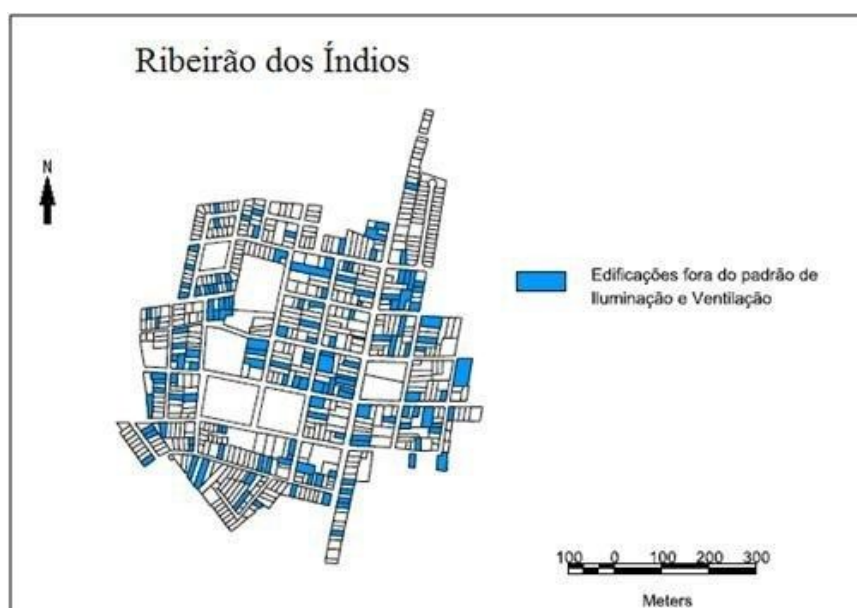 Ribeirão dos Índios
N
Edificações fora do padrão de
Iluminação e Ventilação
100 0 100 200 300
Meters